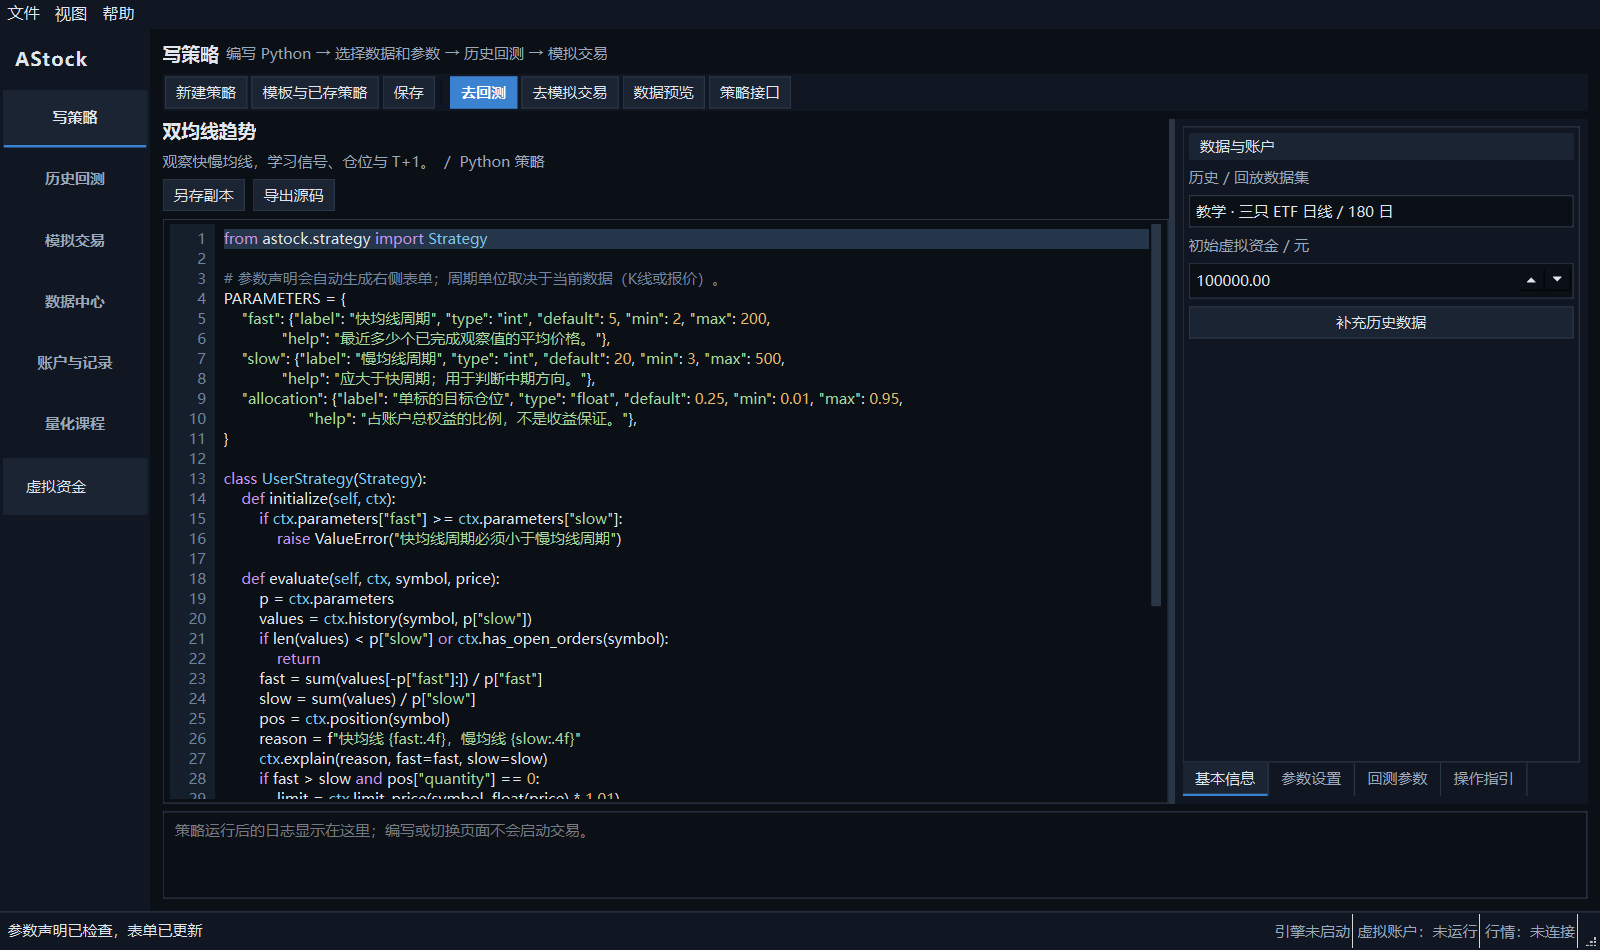 文件 视图 帮助
AStock
写策略
历史回测
模拟交易
数据中心
账户与记录
量化课程
虚拟资金
写策略 编写 Python → 选择数据和参数 → 历史回测 → 模拟交易
新建策略 模板与已存策略 保存 去回测 去模拟交易 数据预览 策略接口
双均线趋势
观察快慢均线，学习信号、仓位与 T+1。 / Python 策略
另存副本 导出源码
1 from astock.strategy import Strategy
2
3 # 参数声明会自动生成右侧表单；周期单位取决于当前数据（K线或报价）。
4 PARAMETERS = {
5 "fast": {"label": "快均线周期", "type": "int", "default": 5, "min": 2, "max": 200,
6 "help": "最近多少个已完成观察值的平均价格。"},
7 "slow": {"label": "慢均线周期", "type": "int", "default": 20, "min": 3, "max": 500,
8 "help": "应大于快周期；用于判断中期方向。"},
9 "allocation": {"label": "单标的目标仓位", "type": "float", "default": 0.25, "min": 0.01, "max": 0.95,
10 "help": "占账户总权益的比例，不是收益保证。"},
11 }
12
13 class UserStrategy(Strategy):
14 def initialize(self, ctx):
15 if ctx.parameters["fast"] >= ctx.parameters["slow"]:
16 raise ValueError("快均线周期必须小于慢均线周期")
17
18 def evaluate(self, ctx, symbol, price):
19 p = ctx.parameters
20 values = ctx.history(symbol, p["slow"])
21 if len(values) < p["slow"] or ctx.has_open_orders(symbol):
22 return
23 fast = sum(values[-p["fast"]:]) / p["fast"]
24 slow = sum(values) / p["slow"]
25 pos = ctx.position(symbol)
26 reason = f"快均线 {fast:.4f}，慢均线 {slow:.4f}"
27 ctx.explain(reason, fast=fast, slow=slow)
28 if fast > slow and pos["quantity"] == 0:
29 limit = ctx.limit_price(symbol, float(price) * 1.01)
数据与账户
历史 / 回放数据集
教学 · 三只 ETF 日线 / 180 日
初始虚拟资金 / 元
100000.00
补充历史数据
基本信息 参数设置 回测参数 操作指引
策略运行后的日志显示在这里；编写或切换页面不会启动交易。
参数声明已检查，表单已更新
引擎未启动 虚拟账户：未运行 行情：未连接